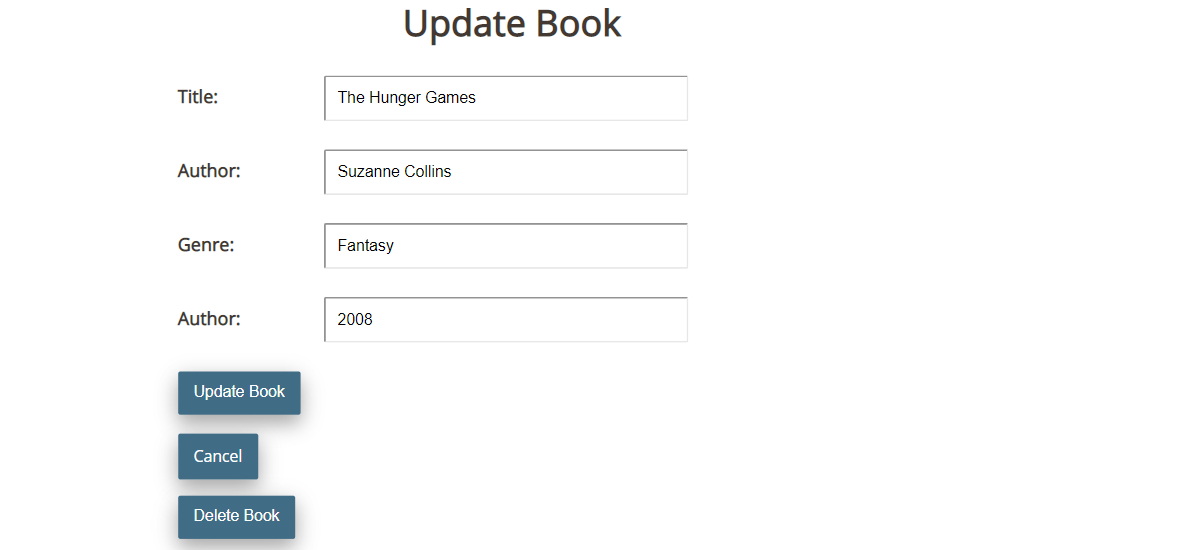 Update Book
Title: The Hunger Games
Author: Suzanne Collins
Genre: Fantasy
Author: 2008
Update Book
Cancel
Delete Book